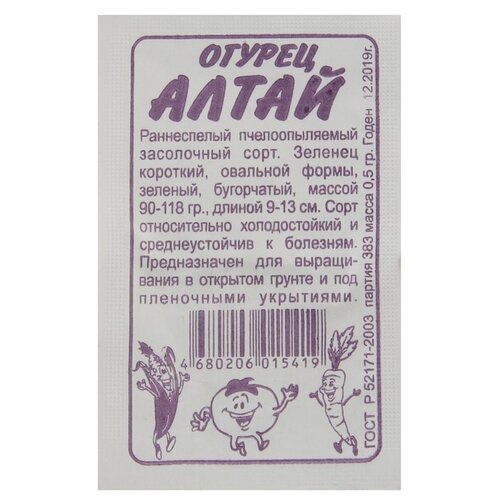 ОГУРЕЦ
АЛТАЙ
Раннеспелый пчелоопыляемый
засолочный сорт. Зеленец
короткий, овальной формы,
зеленый, бугорчатый, массой
90-118 гр., длиной 9-13 см. Сорт
относительно холодостойкий и
среднеустойчив к болезням.
Предназначен для выращи-
вания в открытом грунте и под
пленочными укрытиями.
4 680206 015419
ГОСТ Р 52171-2003 партия 383 масса 0,5 гр. Годен 12.2019г.